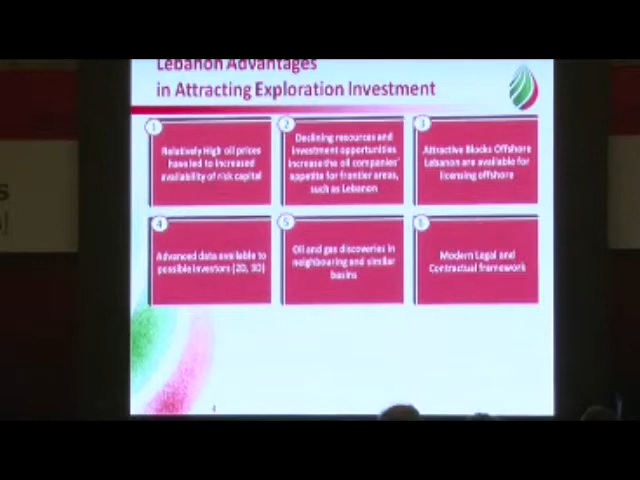 Lebanon Advantages
in Attracting Exploration Investment
1
Relatively High oil prices
have led to increased
availability of risk capital
2
Declining resources and
investment opportunities
increase the oil companies'
appetite for frontier areas,
such as Lebanon
3
Attractive Blocks Offshore
Lebanon are available for
licensing offshore
4
Advanced data available to
possible investors (2D, 3D)
5
Oil and gas discoveries in
neighbouring and similar
basins
6
Modern Legal and
Contractual framework